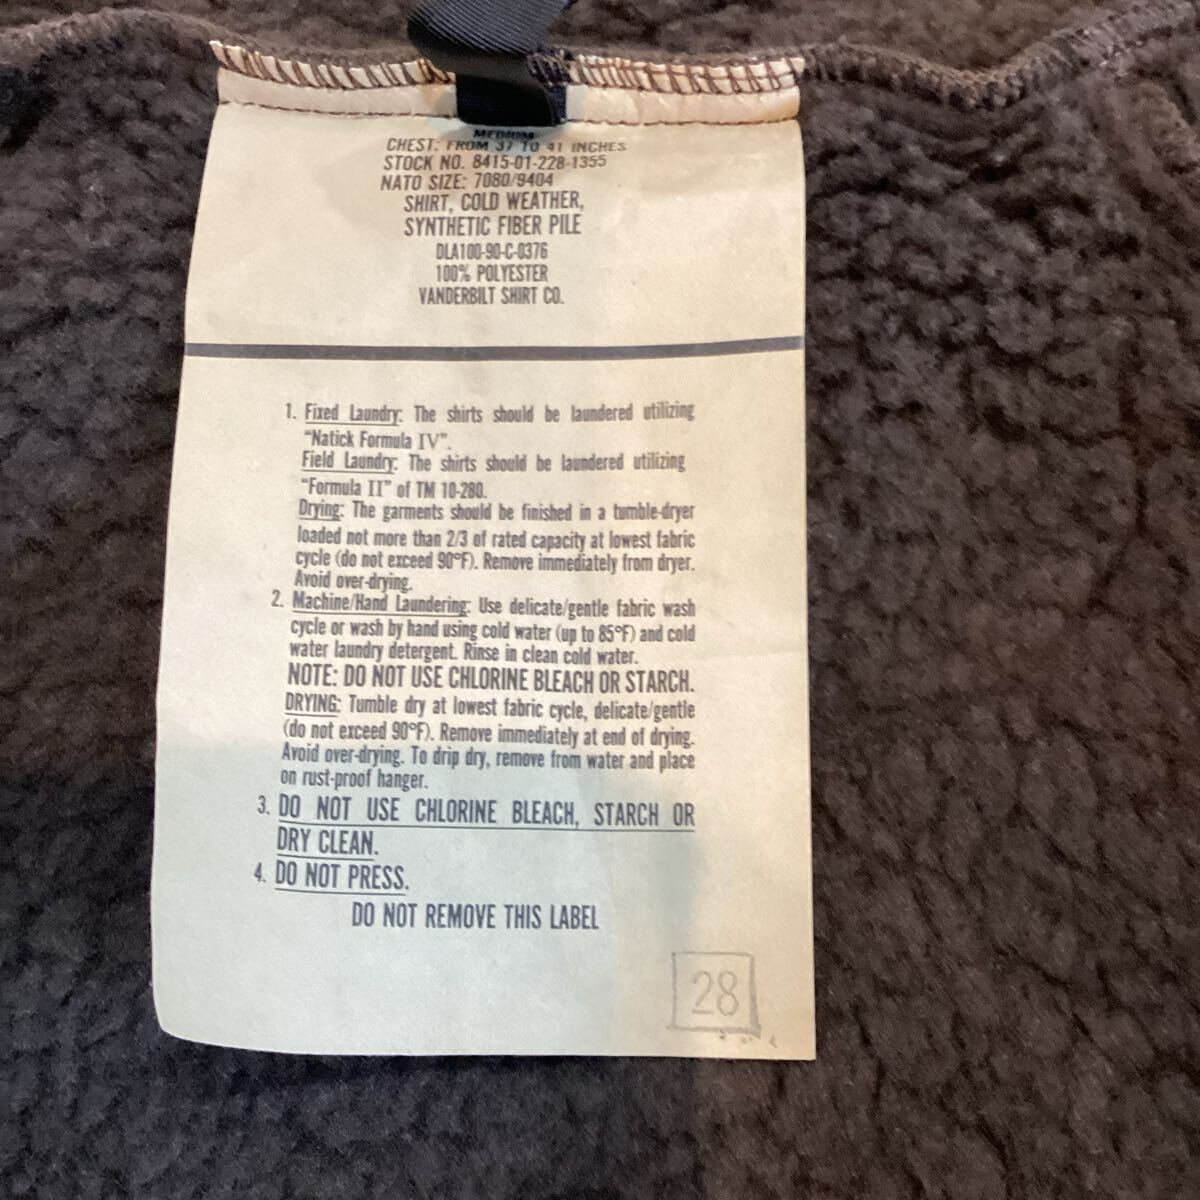 MEDIUM
CHEST: FROM 37 TO 41 INCHES
STOCK NO. 8415-01-228-1355
NATO SIZE: 7080/9404
SHIRT, COLD WEATHER,
SYNTHETIC FIBER PILE
DLA100-90-C-0376
100% POLYESTER
VANDERBILT SHIRT CO.
1. Fixed Laundry: The shirts should be laundered utilizing
"Natick Formula IV".
Field Laundry: The shirts should be laundered utilizing
"Formula II" of TM 10-280.
Drying: The garments should be finished in a tumble-dryer
loaded not more than 2/3 of rated capacity at lowest fabric
cycle (do not exceed 90°F). Remove immediately from dryer.
Avoid over-drying.
2. Machine/Hand Laundering: Use delicate/gentle fabric wash
cycle or wash by hand using cold water (up to 85°F) and cold
water laundry detergent. Rinse in clean cold water.
NOTE: DO NOT USE CHLORINE BLEACH OR STARCH.
DRYING: Tumble dry at lowest fabric cycle, delicate/gentle
(do not exceed 90°F). Remove immediately at end of drying.
Avoid over-drying. To drip dry, remove from water and place
on rust-proof hanger.
3. DO NOT USE CHLORINE BLEACH, STARCH OR
DRY CLEAN.
4. DO NOT PRESS.
DO NOT REMOVE THIS LABEL
28